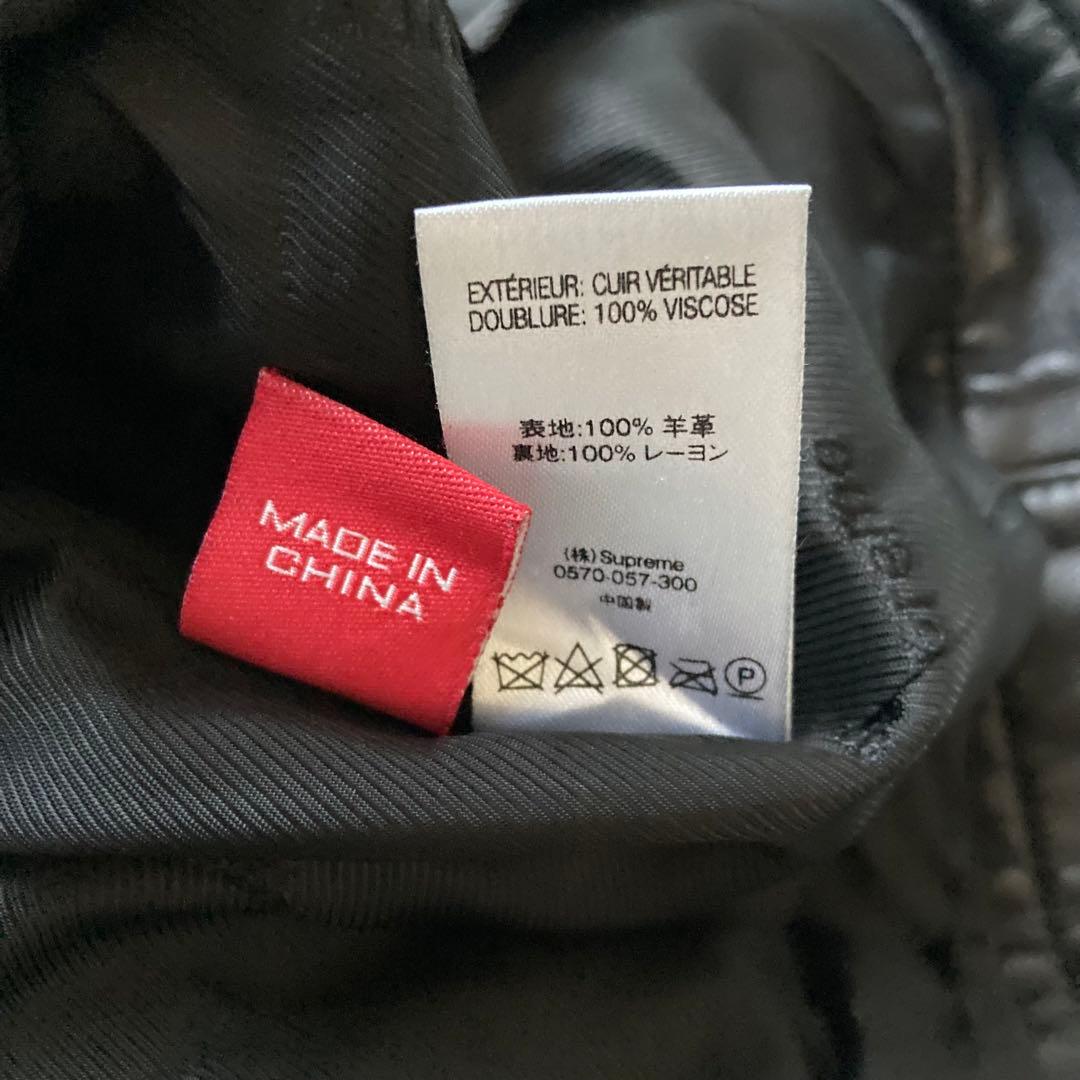 EXTÉRIEUR: CUIR VÉRITABLE
DOUBLURE: 100% VISCOSE
表地:100% 羊革
裏地:100% レーヨン
(株) Supreme
0570-057-300
中国製
P
MADE IN
CHINA